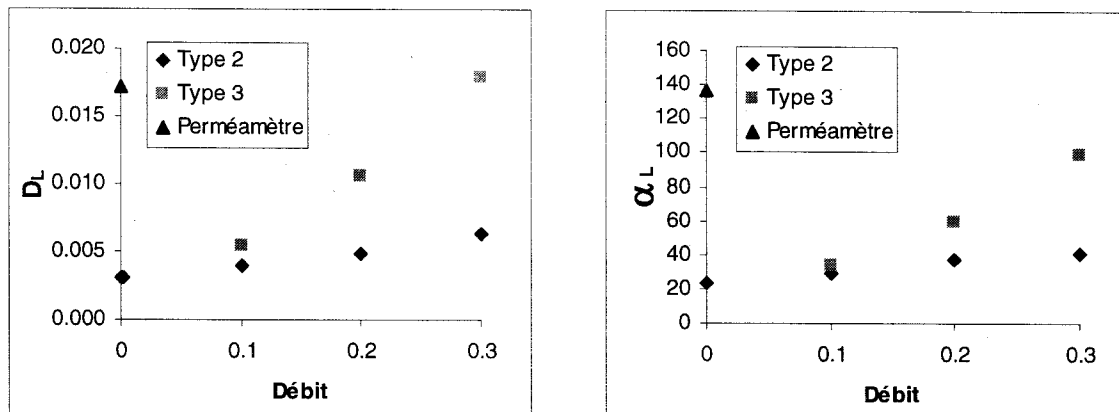 0.020
0.015
0.010
0.005
0.000
D_L
Type 2
Type 3
Perméamètre
0 0.1 0.2 0.3
Débit
160
140
120
100
80
60
40
20
0
α_L
Type 2
Type 3
Perméamètre
0 0.1 0.2 0.3
Débit